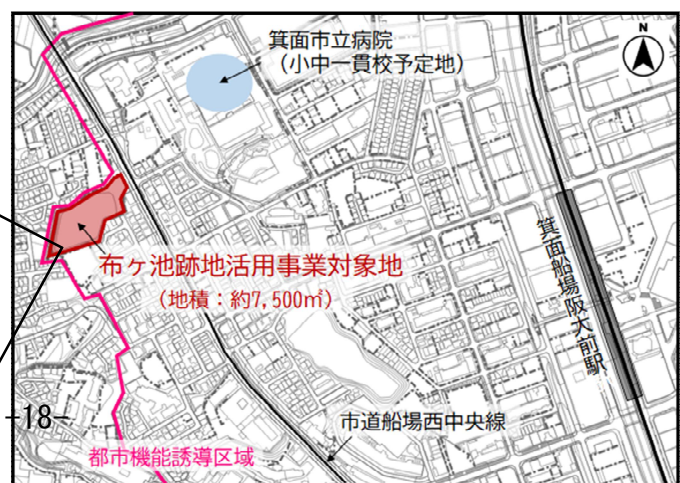 箕面市立病院
（小中一貫校予定地）
N
布ヶ池跡地活用事業対象地
（地積：約7,500㎡）
箕面船場阪大前駅
-18-
市道船場西中央線
都市機能誘導区域